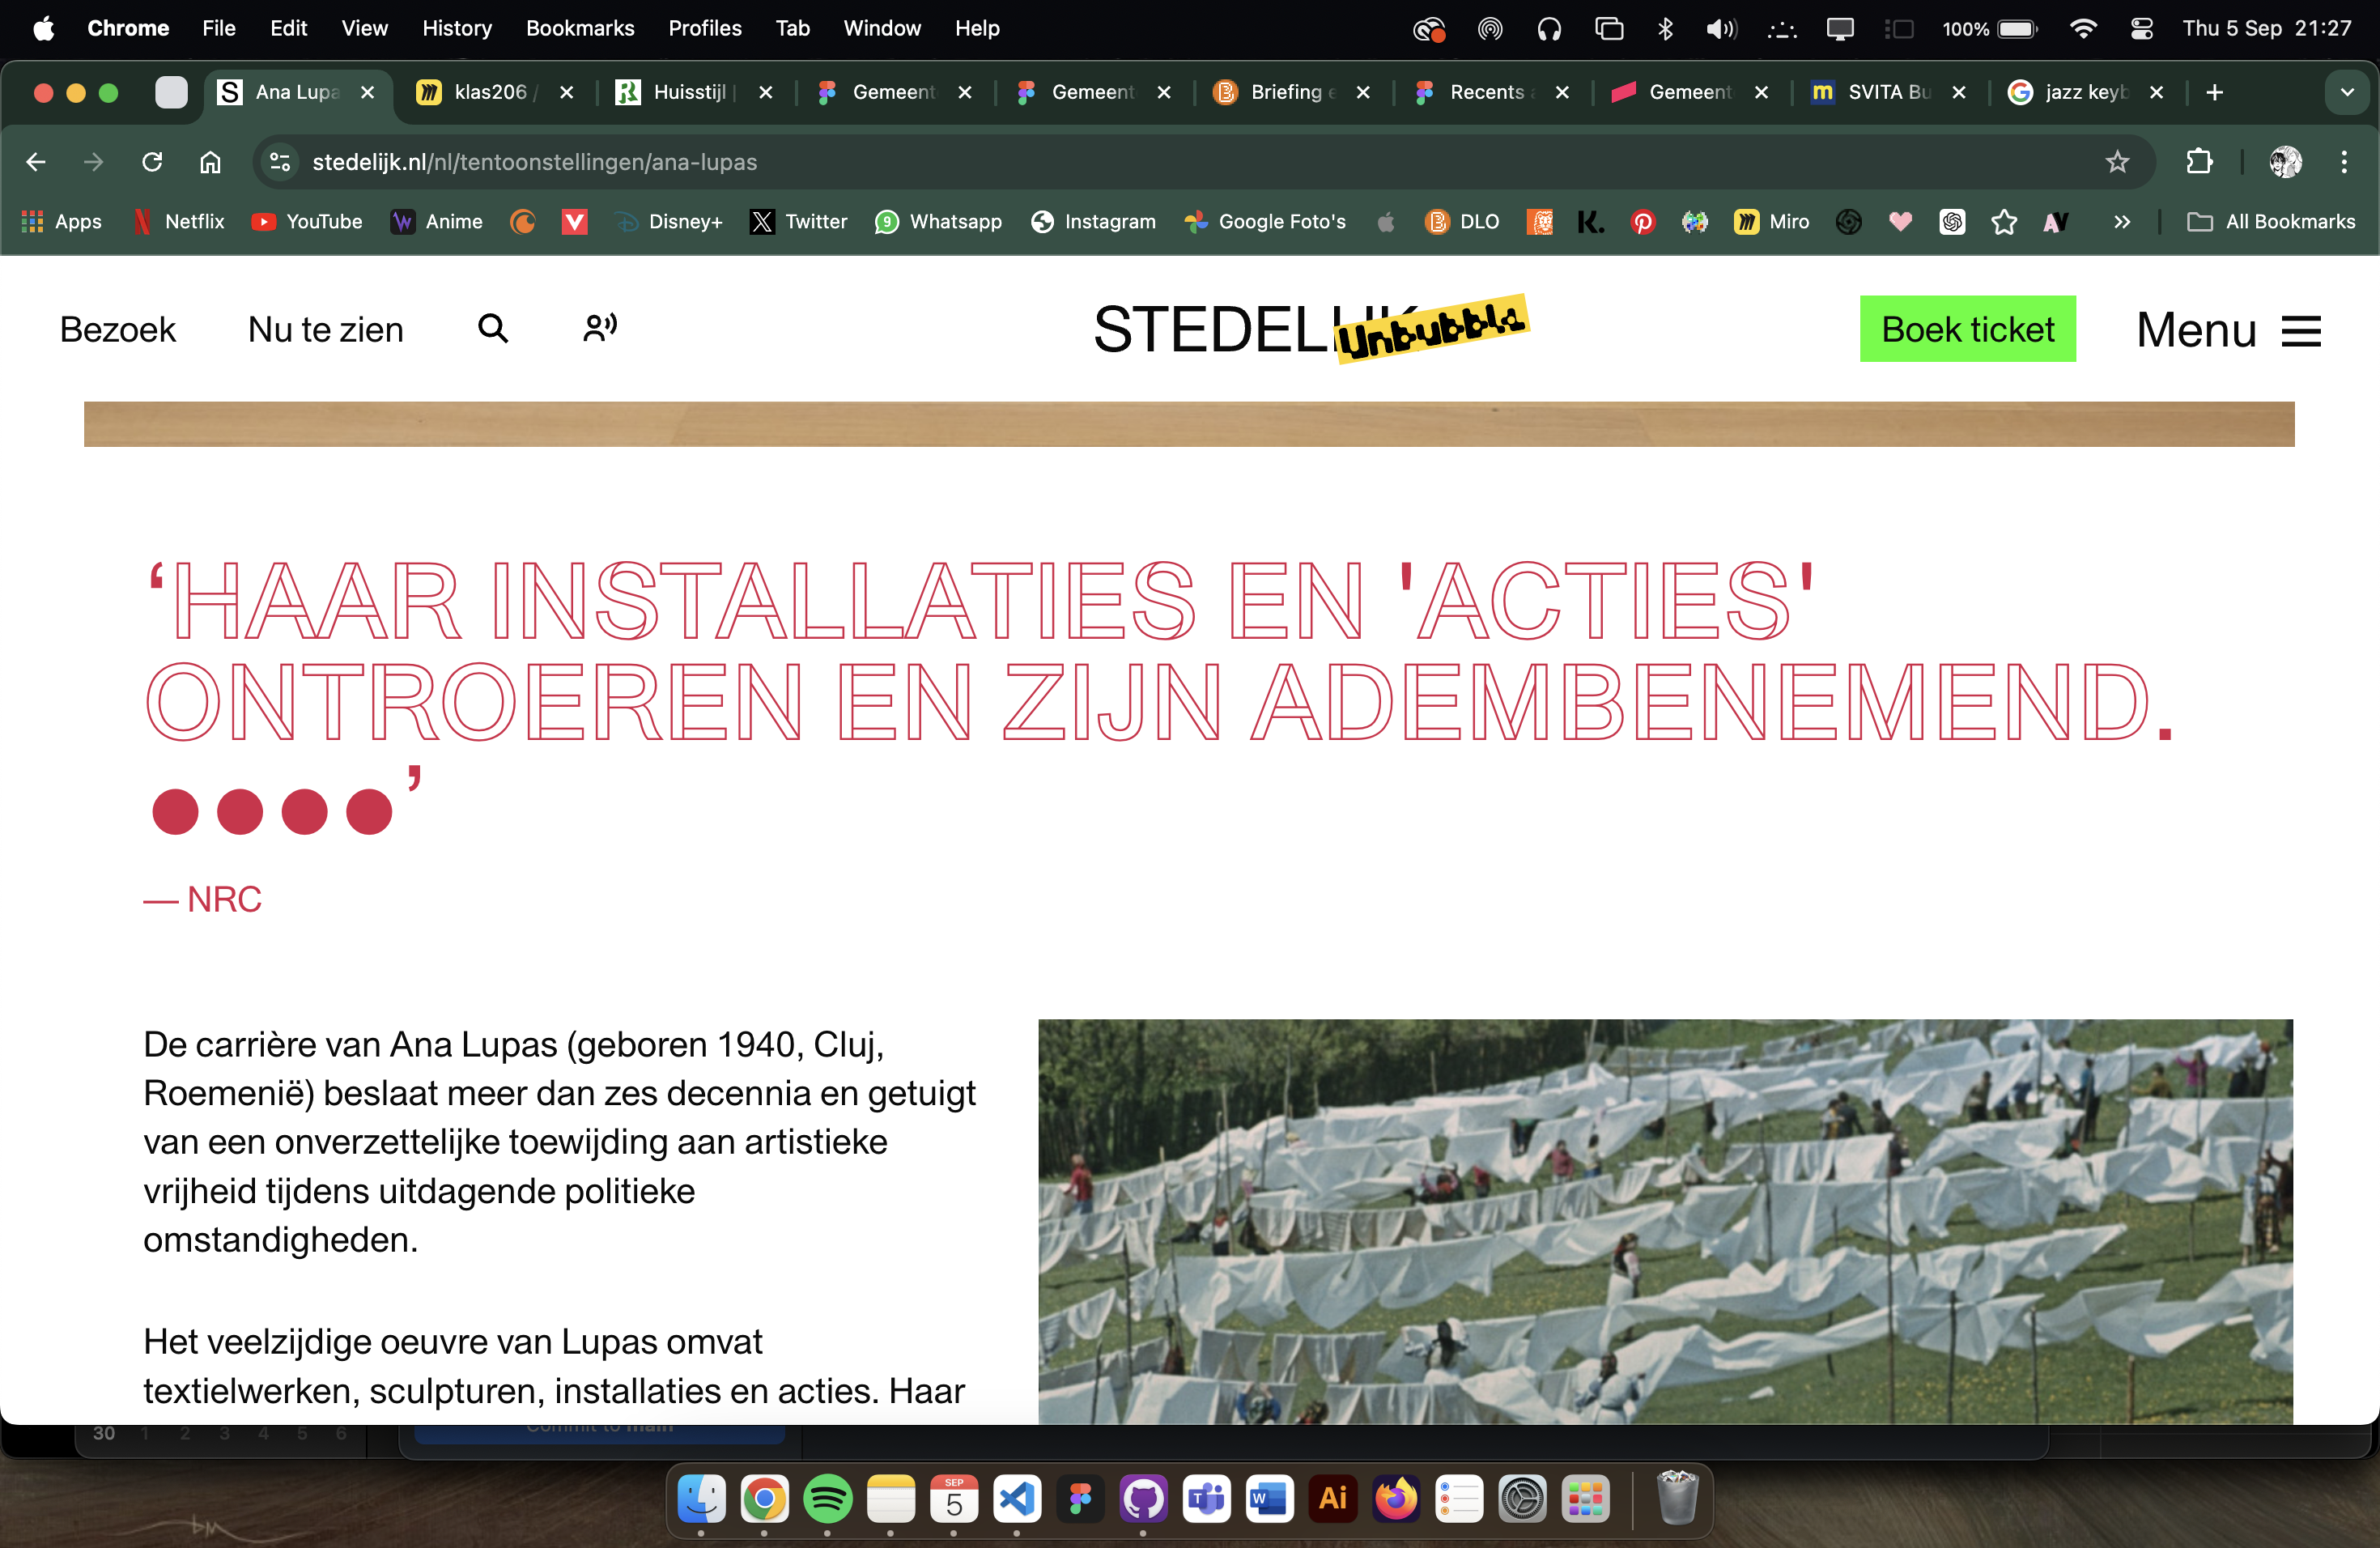 Chrome File Edit View History Bookmarks Profiles Tab Window Help 100% Thu 5 Sep 21:27
Ana Lupa klas206 / Huisstijl | Gemeent Gemeent Briefing e Recents Gemeent SVITA Bu jazz keyb
stedelijk.nl/nl/tentoonstellingen/ana-lupas
Apps Netflix YouTube Anime Disney+ Twitter Whatsapp Instagram Google Foto's DLO Miro All Bookmarks
Bezoek Nu te zien STEDELIJK Unbubbld Boek ticket Menu
‘HAAR INSTALLATIES EN 'ACTIES'
ONTROEREN EN ZIJN ADEMBENEMEND.
●●●●’
— NRC
De carrière van Ana Lupas (geboren 1940, Cluj,
Roemenië) beslaat meer dan zes decennia en getuigt
van een onverzettelijke toewijding aan artistieke
vrijheid tijdens uitdagende politieke
omstandigheden.
Het veelzijdige oeuvre van Lupas omvat
textielwerken, sculpturen, installaties en acties. Haar
30 1 2 3 4 5 6 Commit to main
SEP
5
Ai